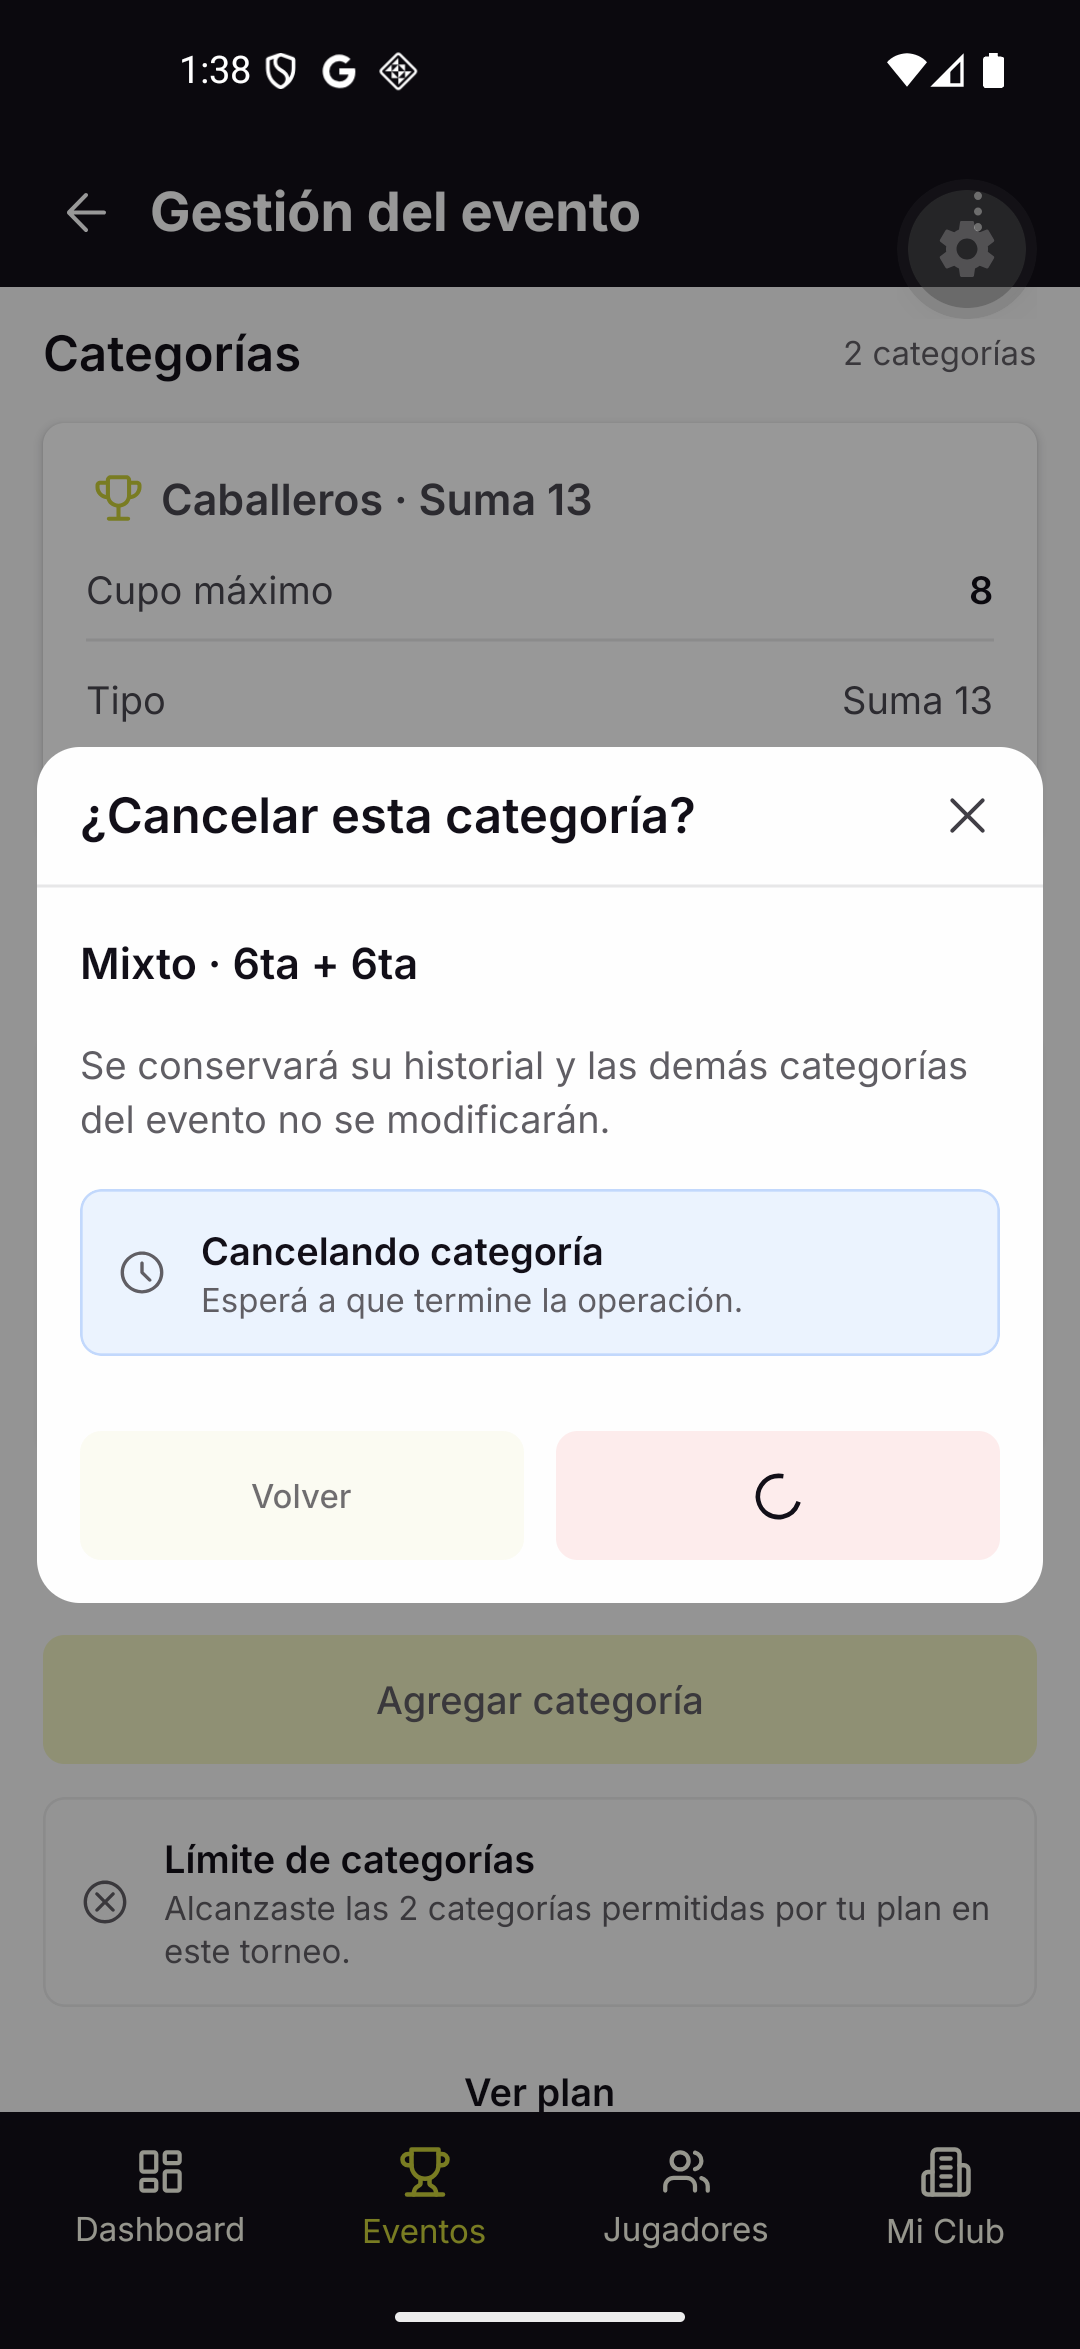 1:38
Gestión del evento
Categorías
2 categorías
Caballeros · Suma 13
Cupo máximo
8
Tipo
Suma 13
¿Cancelar esta categoría?
Mixto · 6ta + 6ta
Se conservará su historial y las demás categorías
del evento no se modificarán.
Cancelando categoría
Esperá a que termine la operación.
Volver
Agregar categoría
Límite de categorías
Alcanzaste las 2 categorías permitidas por tu plan en
este torneo.
Ver plan
Dashboard
Eventos
Jugadores
Mi Club